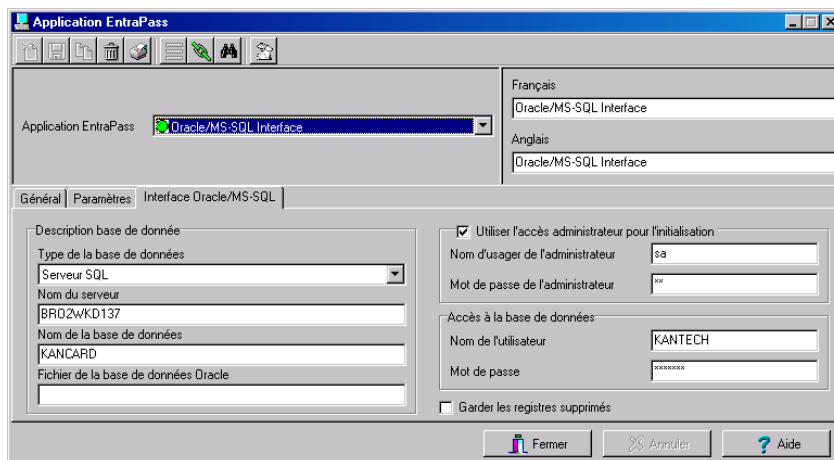 Application EntraPass
Application EntraPass
Oracle/MS-SQL Interface
Français
Oracle/MS-SQL Interface
Anglais
Oracle/MS-SQL Interface
Général
Paramètres
Interface Oracle/MS-SQL
Description base de donnée
Type de la base de données
Serveur SQL
Nom du serveur
BRO2WKD137
Nom de la base de données
KANCARD
Fichier de la base de données Oracle
Utiliser l'accès administrateur pour l'initialisation
Nom d'usager de l'administrateur
sa
Mot de passe de l'administrateur
**
Accès à la base de données
Nom de l'utilisateur
KANTECH
Mot de passe
*******
Garder les registres supprimés
Fermer
Annuler
Aide